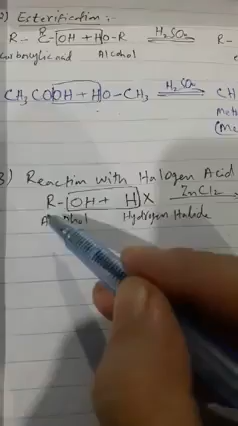 2) Esterification :-
R - C - OH + HO - R H2SO4 R -
Carboxylic acid Alcohol
CH3COOH + HO - CH3 H2SO4 CH
Met
(M
3) Reaction with Halogen Acid
R - OH + H X ZnCl2
Alcohol Hydrogen Halide